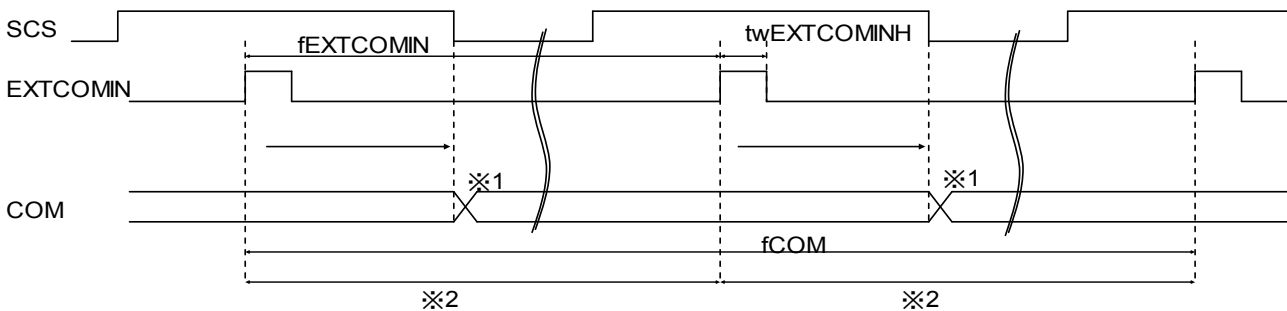 SCS
fEXTCOMIN
twEXTCOMINH
EXTCOMIN
※1
※1
COM
fCOM
※2
※2